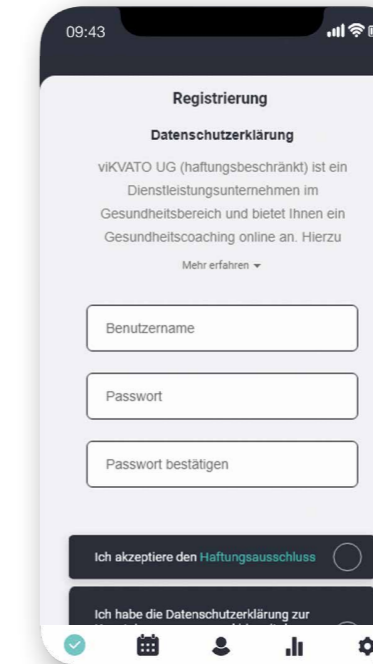 09:43
Registrierung
Datenschutzerklärung
viKVATO UG (haftungsbeschränkt) ist ein
Dienstleistungsunternehmen im
Gesundheitsbereich und bietet Ihnen ein
Gesundheitscoaching online an. Hierzu
Mehr erfahren
Benutzername
Passwort
Passwort bestätigen
Ich akzeptiere den Haftungsausschluss
Ich habe die Datenschutzerklärung zur